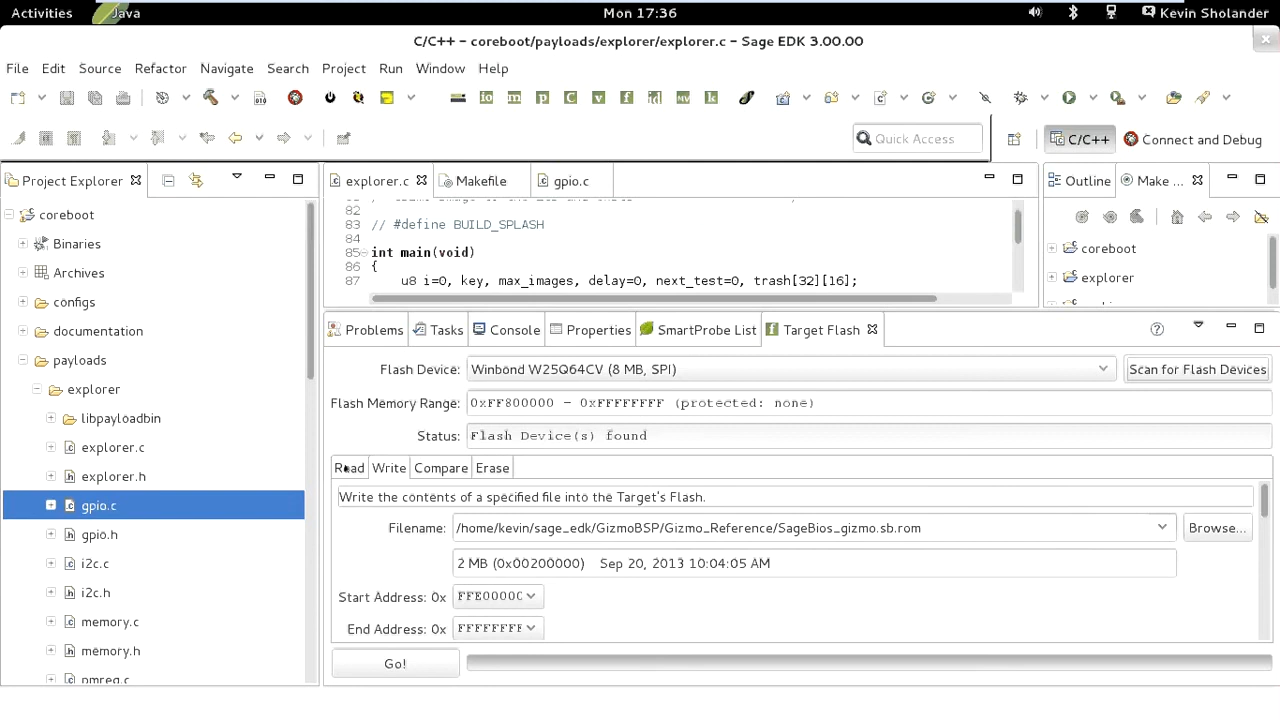 Activities Java Mon 17:36 Kevin Sholander
C/C++ - coreboot/payloads/explorer/explorer.c - Sage EDK 3.00.00
File Edit Source Refactor Navigate Search Project Run Window Help
Quick Access C/C++ Connect and Debug
Project Explorer
coreboot
Binaries
Archives
configs
documentation
payloads
explorer
libpayloadbin
explorer.c
explorer.h
gpio.c
gpio.h
i2c.c
i2c.h
memory.c
memory.h
pmreg.c
explorer.c Makefile gpio.c
82
83 // #define BUILD_SPLASH
84
85 int main(void)
86 {
87 u8 i=0, key, max_images, delay=0, next_test=0, trash[32][16];
Outline Make ...
coreboot
explorer
Problems Tasks Console Properties SmartProbe List Target Flash
Flash Device: Winbond W25Q64CV (8 MB, SPI) Scan for Flash Devices
Flash Memory Range: 0xFF800000 - 0xFFFFFFFF (protected: none)
Status: Flash Device(s) found
Read Write Compare Erase
Write the contents of a specified file into the Target's Flash.
Filename: /home/kevin/sage_edk/GizmoBSP/Gizmo_Reference/SageBios_gizmo.sb.rom Browse...
2 MB (0x00200000) Sep 20, 2013 10:04:05 AM
Start Address: 0x FFE00000
End Address: 0x FFFFFFFF
Go!